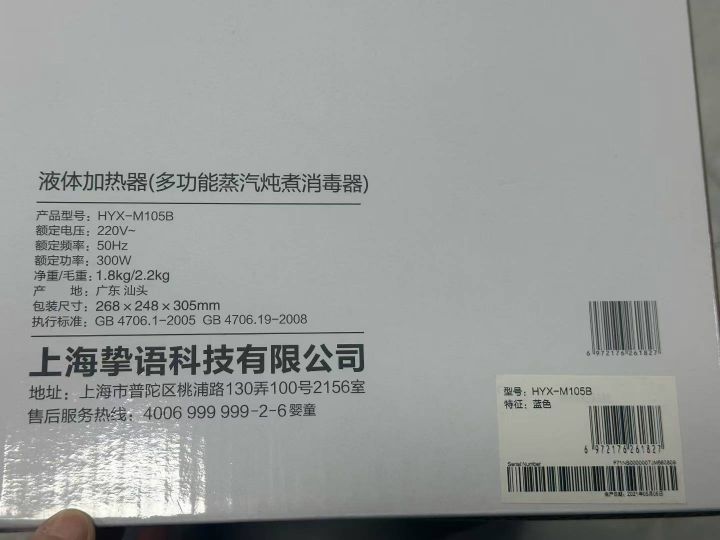 液体加热器(多功能蒸汽炖煮消毒器)
产品型号：HYX-M105B
额定电压：220V~
额定频率：50Hz
额定功率：300W
净重/毛重：1.8kg/2.2kg
产 地：广东 汕头
包装尺寸：268×248×305mm
执行标准：GB 4706.1-2005 GB 4706.19-2008
上海挚语科技有限公司
地址：上海市普陀区桃浦路130弄100号2156室
售后服务热线：4006 999 999-2-6婴童
6 972176 261827
型号：HYX-M105B
特征：蓝色
6 972176 261827
Serial Number